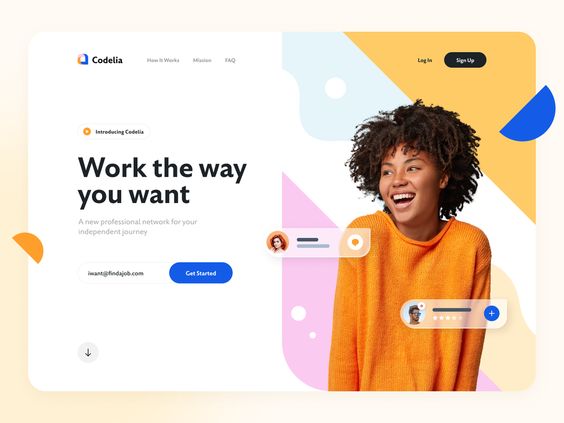 Codelia
How It Works Mission FAQ
Log In Sign Up
Introducing Codelia
Work the way
you want
A new professional network for your
independent journey
iwant@findajob.com Get Started